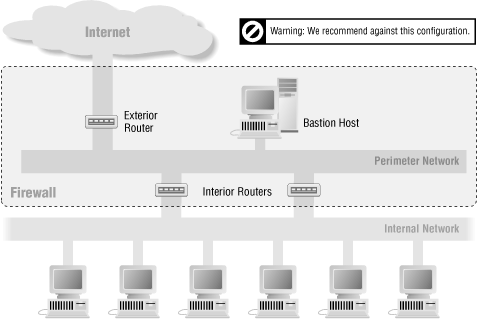 Internet
Warning: We recommend against this configuration.
Exterior
Router
Bastion Host
Perimeter Network
Firewall
Interior Routers
Internal Network